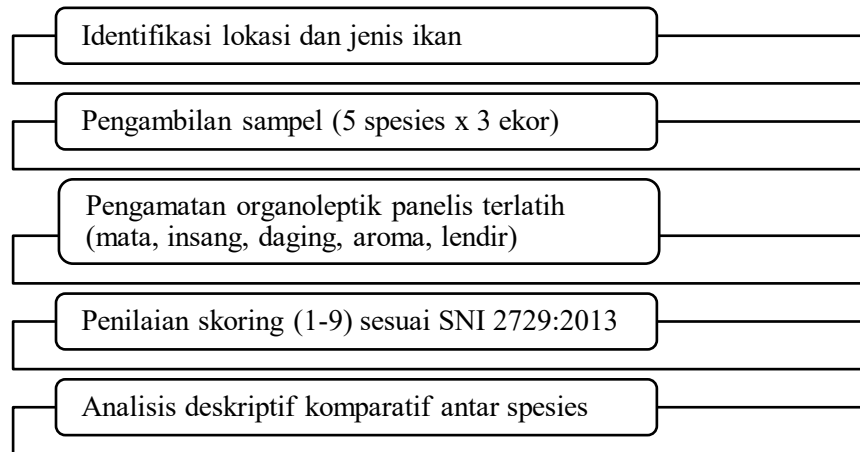 Identifikasi lokasi dan jenis ikan
Pengambilan sampel (5 spesies x 3 ekor)
Pengamatan organoleptik panelis terlatih
(mata, insang, daging, aroma, lendir)
Penilaian skoring (1-9) sesuai SNI 2729:2013
Analisis deskriptif komparatif antar spesies